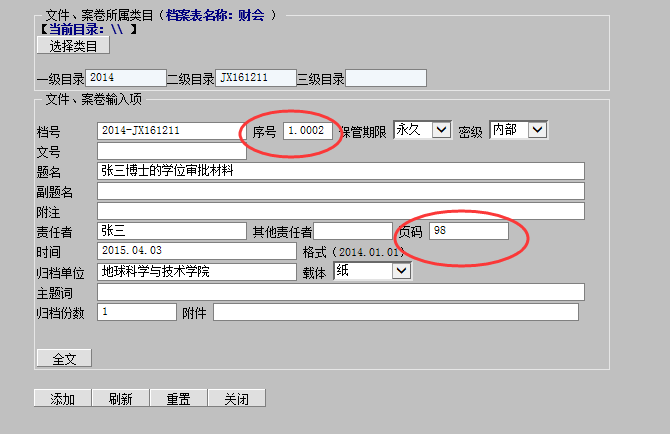 文件、案卷所属类目（档案表名称：财会 ）
【当前目录：\\ 】
选择类目
一级目录 2014 二级目录 JX161211 三级目录
文件、案卷输入项
档号 2014-JX161211 序号 1.0002 保管期限 永久 密级 内部
文号
题名 张三博士的学位审批材料
副题名
附注
责任者 张三 其他责任者 页码 98
时间 2015.04.03 格式（2014.01.01）
归档单位 地球科学与技术学院 载体 纸
主题词
归档份数 1 附件
全文
添加 刷新 重置 关闭